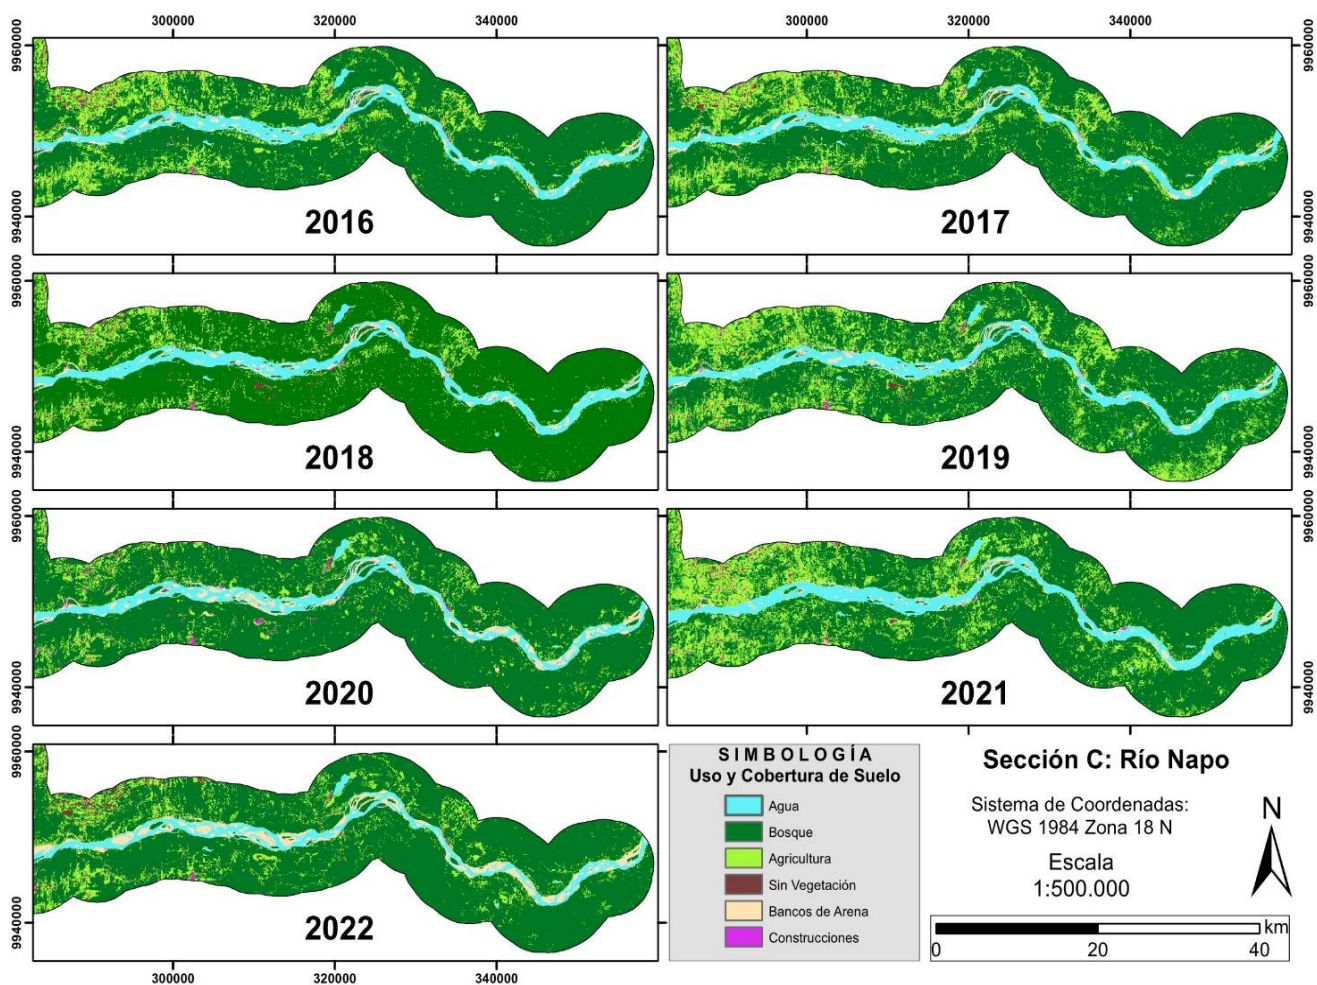 300000 320000 340000 300000 320000 340000
9960000 9960000
9940000 9940000
2016 2017
9960000 9960000
9940000 9940000
2018 2019
9960000 9960000
9940000 9940000
2020 2021
9960000
9940000
2022
300000 320000 340000
SIMBOLOGÍA
Uso y Cobertura de Suelo
Agua
Bosque
Agricultura
Sin Vegetación
Bancos de Arena
Construcciones
Sección C: Río Napo
Sistema de Coordenadas:
WGS 1984 Zona 18 N
Escala
1:500.000
N
km
0 20 40